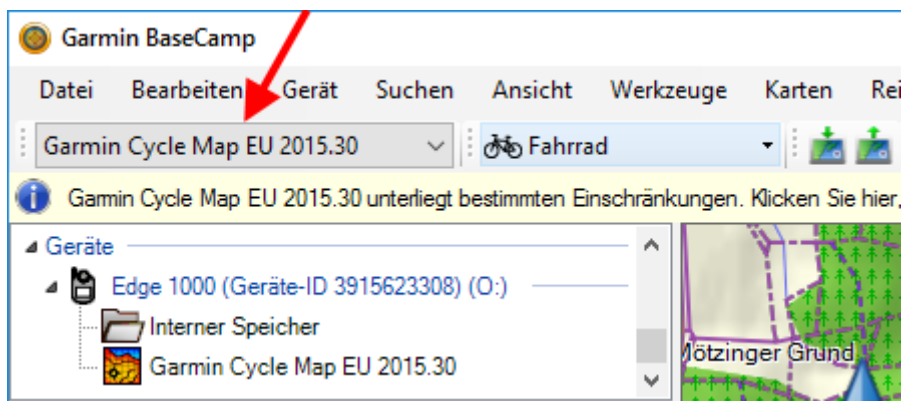 Garmin BaseCamp
Datei Bearbeiten Gerät Suchen Ansicht Werkzeuge Karten Rei
Garmin Cycle Map EU 2015.30 Fahrrad
Garmin Cycle Map EU 2015.30 unterliegt bestimmten Einschränkungen. Klicken Sie hier,
Geräte
Edge 1000 (Geräte-ID 3915623308) (O:)
Interner Speicher
Garmin Cycle Map EU 2015.30
Mötzinger Grund